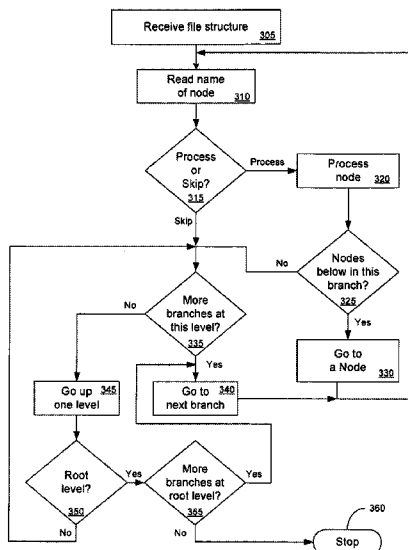 Receive file structure
305
Read name
of node
310
Process
or
Skip?
315
Process
Skip
Process
node
320
Nodes
below in this
branch?
325
No
Yes
Go to
a Node
330
More
branches at
this level?
335
No
Yes
Go to
next branch
340
Go up
one level
345
Root
level?
350
Yes
No
More
branches at
root level?
355
Yes
No
360
Stop